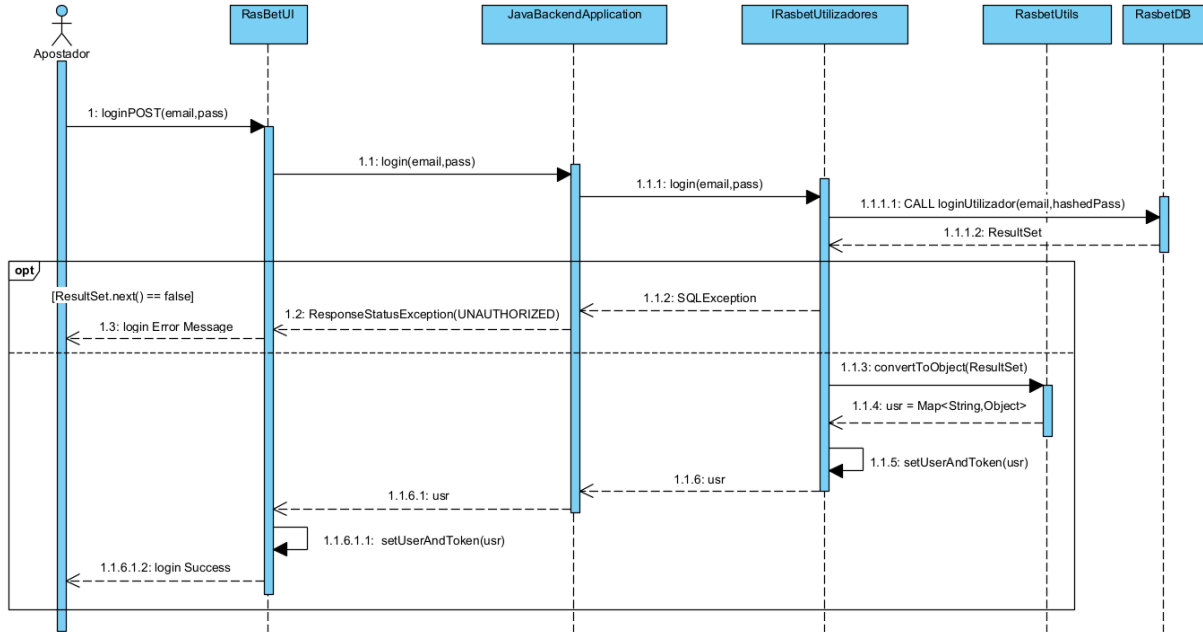 RasBetUI
JavaBackendApplication
IRasbetUtilizadores
RasbetUtils
RasbetDB
Apostador
1: loginPOST(email,pass)
1.1: login(email,pass)
1.1.1: login(email,pass)
1.1.1.1: CALL loginUtilizador(email,hashedPass)
1.1.1.2: ResultSet
opt
[ResultSet.next() == false]
1.1.2: SQLException
1.2: ResponseStatusException(UNAUTHORIZED)
1.3: login Error Message
1.1.3: convertToObject(ResultSet)
1.1.4: usr = Map<String,Object>
1.1.5: setUserAndToken(usr)
1.1.6: usr
1.1.6.1: usr
1.1.6.1.1: setUserAndToken(usr)
1.1.6.1.2: login Success